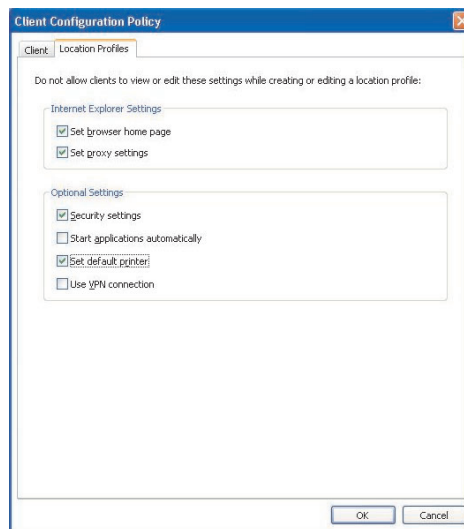 Client Configuration Policy
Client
Location Profiles
Do not allow clients to view or edit these settings while creating or editing a location profile:
Internet Explorer Settings
Set browser home page
Set proxy settings
Optional Settings
Security settings
Start applications automatically
Set default printer
Use VPN connection
OK
Cancel